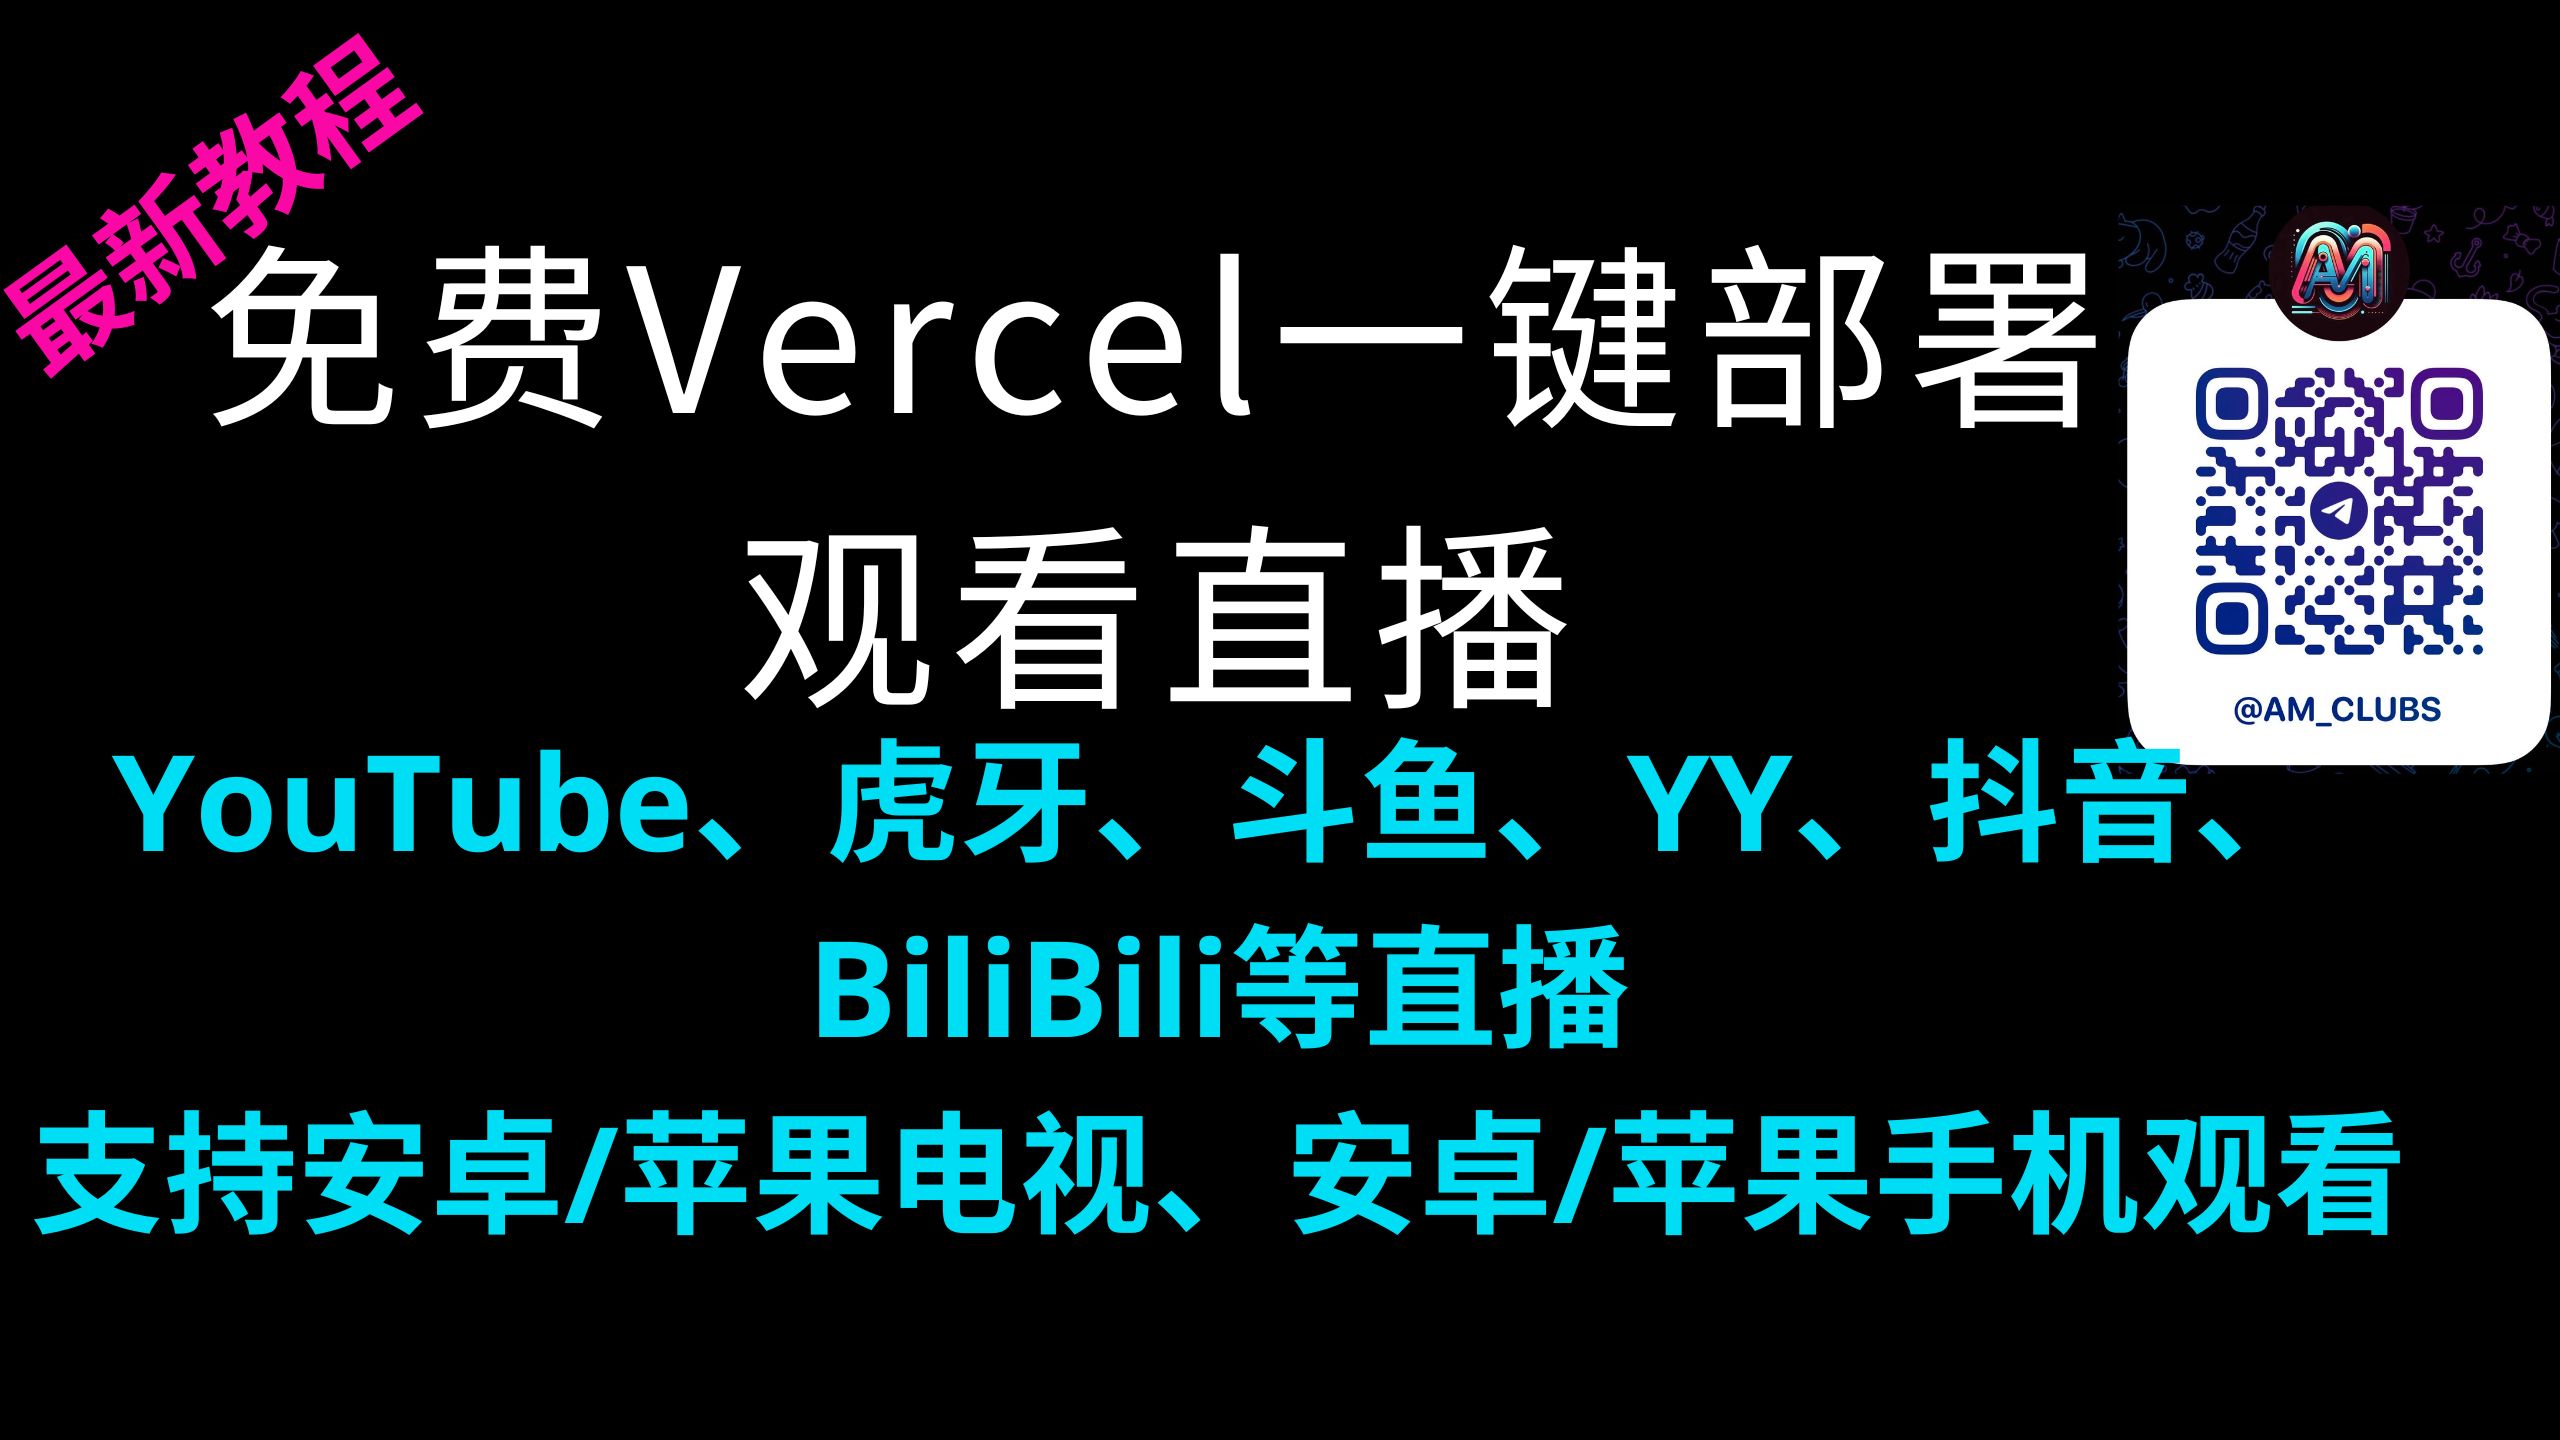 最新教程
免费Vercel一键部署
观看直播
@AM_CLUBS
YouTube、虎牙、斗鱼、YY、抖音、
BiliBili等直播
支持安卓/苹果电视、安卓/苹果手机观看